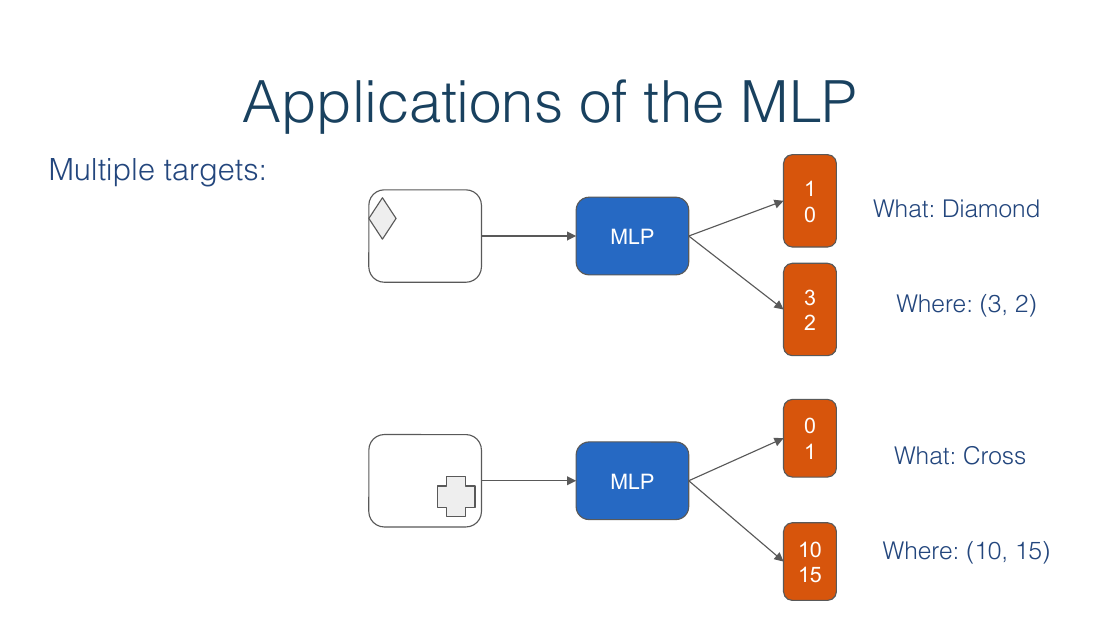 Applications of the MLP
Multiple targets:
MLP
1
0
What: Diamond
3
2
Where: (3, 2)
MLP
0
1
What: Cross
10
15
Where: (10, 15)